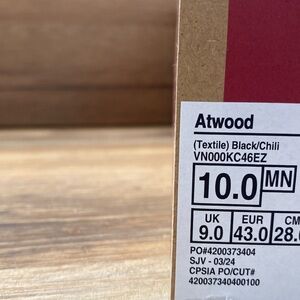 Atwood
(Textile) Black/Chili
VN000KC46EZ
10.0 MN
UK EUR CM
9.0 43.0 28.
PO#4200373404
SJV - 03/24
CPSIA PO/CUT#
420037340400100